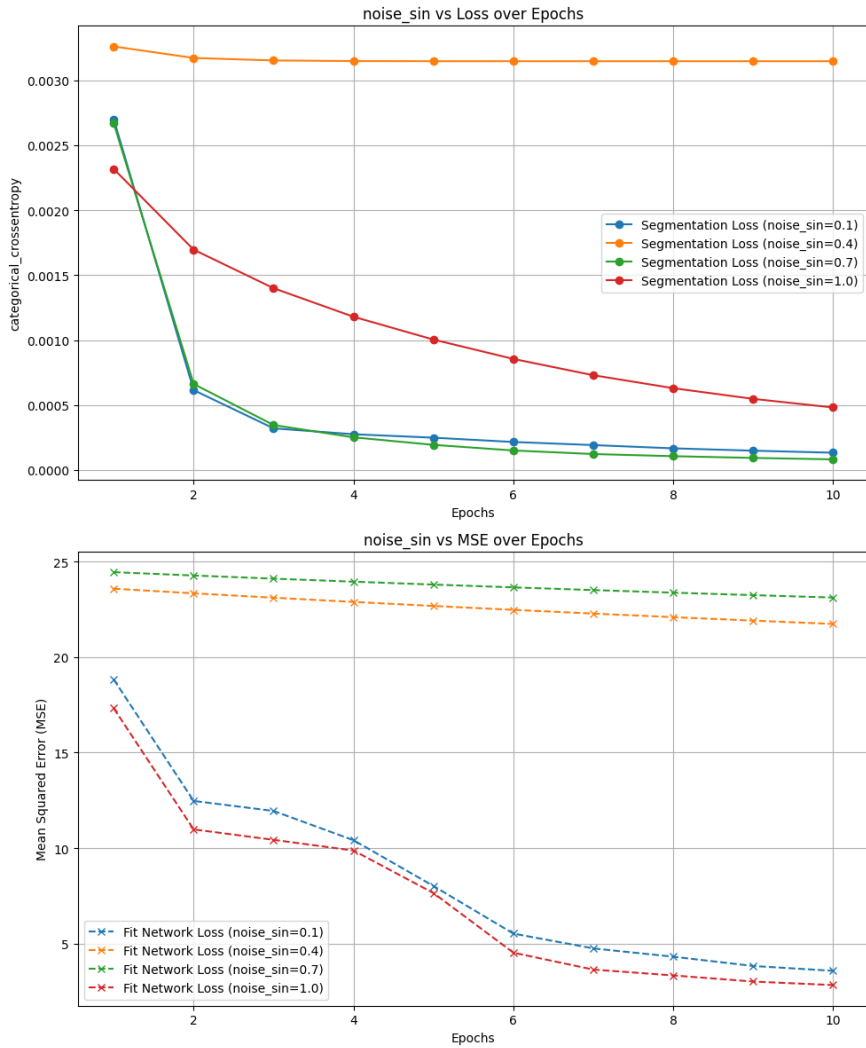 noise_sin vs Loss over Epochs
categorical_crossentropy
0.0030
0.0025
0.0020
0.0015
0.0010
0.0005
0.0000
Segmentation Loss (noise_sin=0.1)
Segmentation Loss (noise_sin=0.4)
Segmentation Loss (noise_sin=0.7)
Segmentation Loss (noise_sin=1.0)
2 4 6 8 10
Epochs
noise_sin vs MSE over Epochs
Mean Squared Error (MSE)
25
20
15
10
5
Fit Network Loss (noise_sin=0.1)
Fit Network Loss (noise_sin=0.4)
Fit Network Loss (noise_sin=0.7)
Fit Network Loss (noise_sin=1.0)
2 4 6 8 10
Epochs